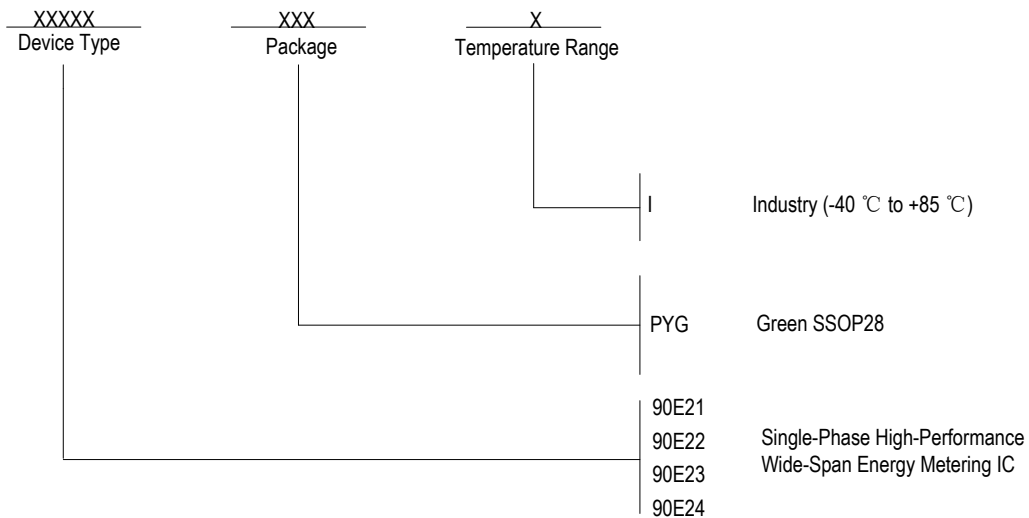 XXXXX XXX X
Device Type Package Temperature Range
I Industry (-40 ℃ to +85 ℃)
PYG Green SSOP28
90E21
90E22
90E23
90E24
Single-Phase High-Performance
Wide-Span Energy Metering IC